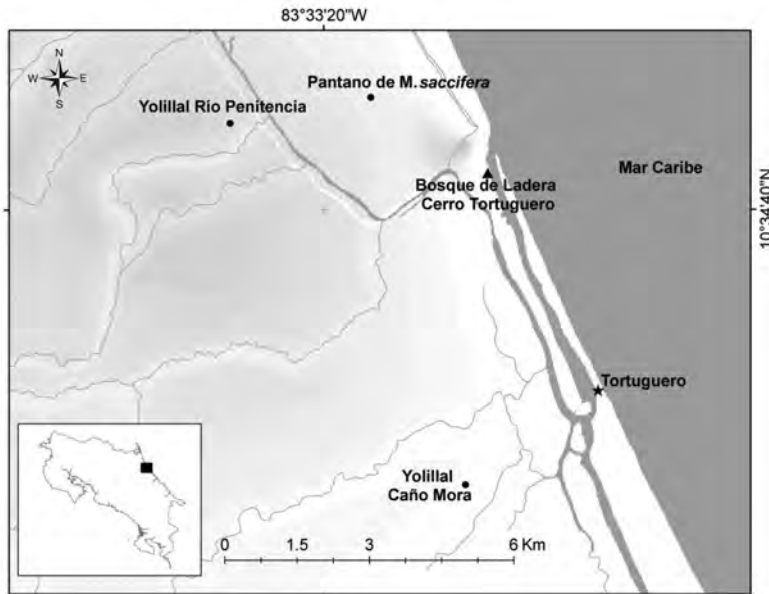 83°33'20"W
N
W E
S
Pantano de M. saccifera
Yolillal Rio Penitencia
Mar Caribe
Bosque de Ladera
Cerro Tortuguero
10°34'40"N
Tortuguero
Yolillal
Caño Mora
0 1.5 3 6 Km